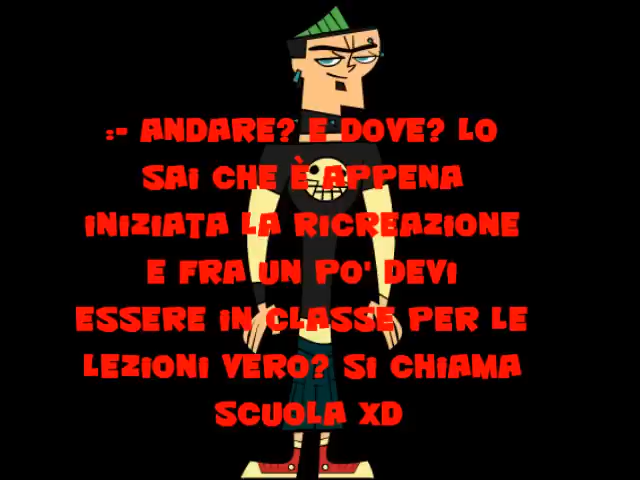 :- ANDARE? E DOVE? LO
SAI CHE È APPENA
INIZIATA LA RICREAZIONE
E FRA UN PO' DEVI
ESSERE IN CLASSE PER LE
LEZIONI VERO? SI CHIAMA
SCUOLA XD